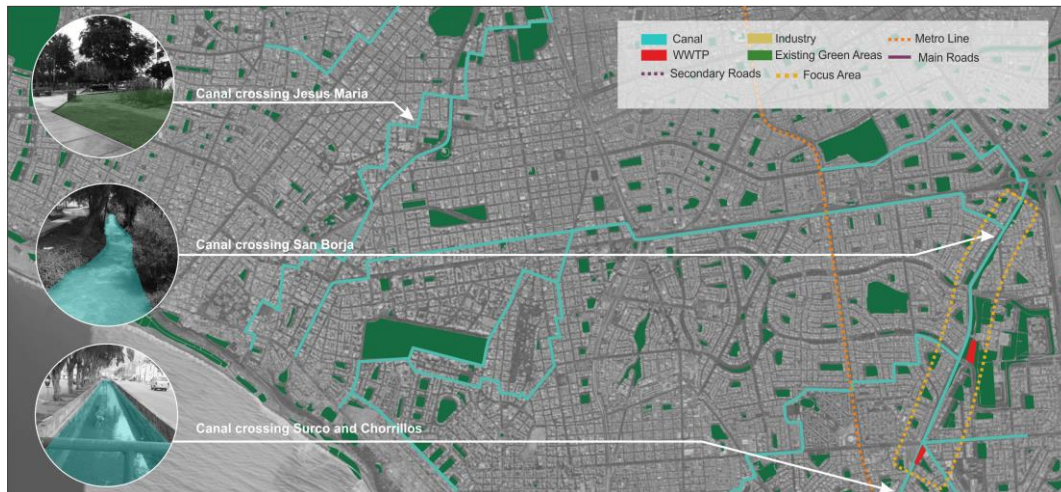 Canal
Industry
Metro Line
WWTP
Existing Green Areas
Main Roads
Secondary Roads
Focus Area
Canal crossing Jesus Maria
Canal crossing San Borja
Canal crossing Surco and Chorrillos